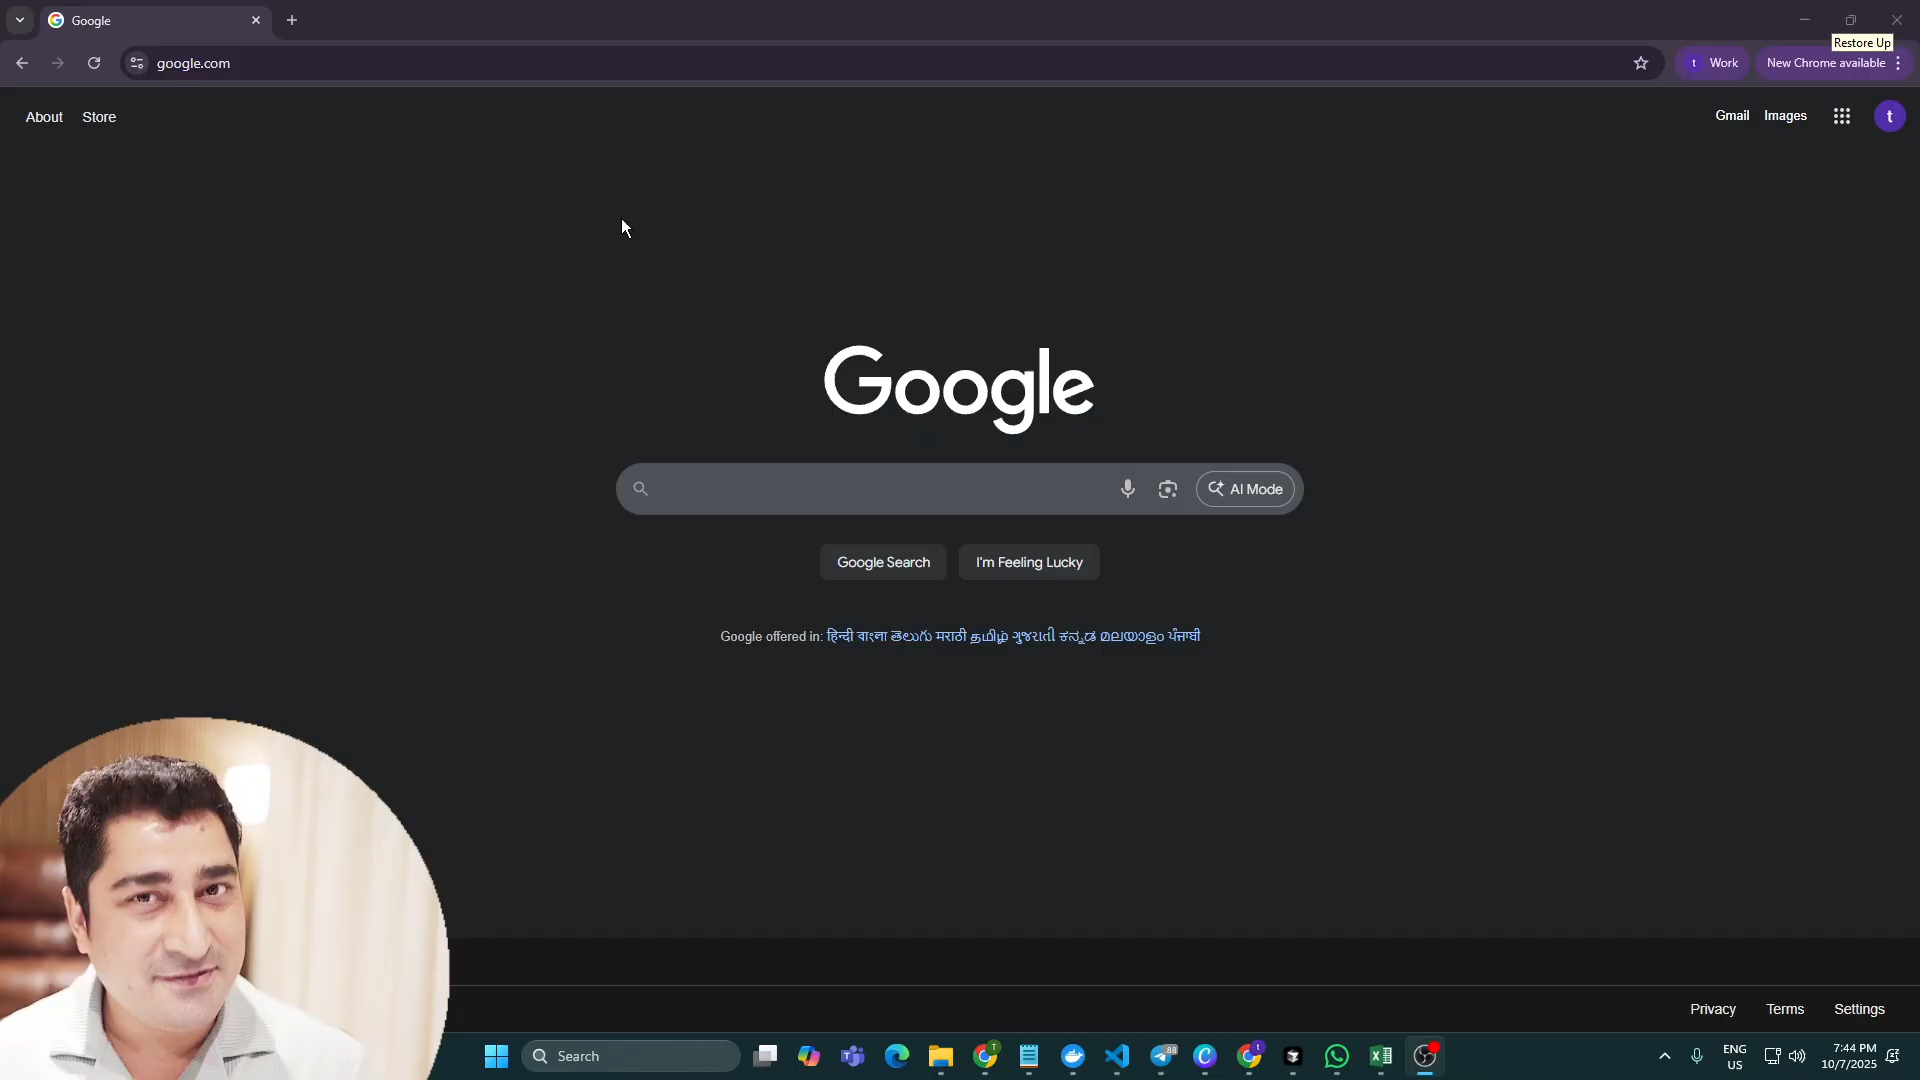 Google
google.com
Restore Up
t Work
New Chrome available
About Store
Gmail Images
t
Google
AI Mode
Google Search I'm Feeling Lucky
Google offered in: हिन्दी বাংলা తెలుగు मराठी தமிழ் ગુજરાતી ಕನ್ನಡ മലയാളം ਪੰਜਾਬੀ
Privacy Terms Settings
Search
T
88
t
ENG
US
7:44 PM
10/7/2025